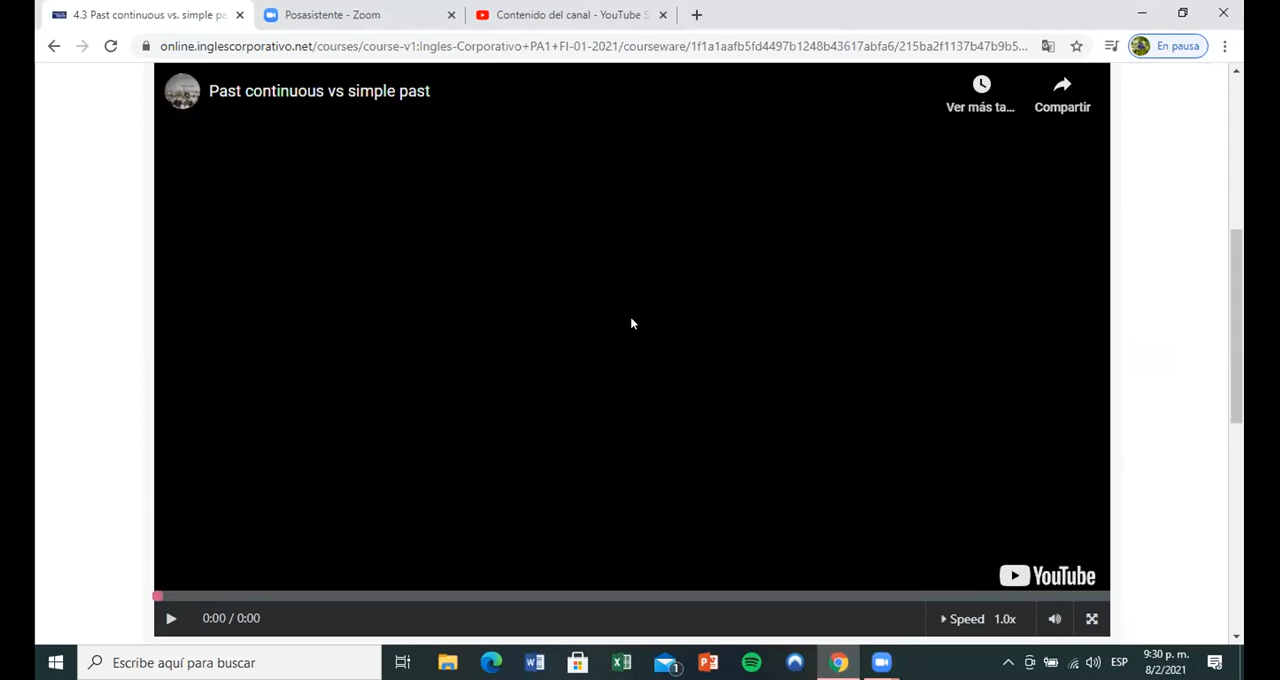 4.3 Past continuous vs. simple pa
Posasistente - Zoom
Contenido del canal - YouTube S
online.inglescorporativo.net/courses/course-v1:Ingles-Corporativo+PA1+FI-01-2021/courseware/1f1a1aafb5fd4497b1248b43617abfa6/215ba2f1137b47b9b5...
En pausa
Past continuous vs simple past
Ver más ta...
Compartir
YouTube
0:00 / 0:00
Speed 1.0x
Escribe aquí para buscar
1
ESP
9:30 p. m.
8/2/2021